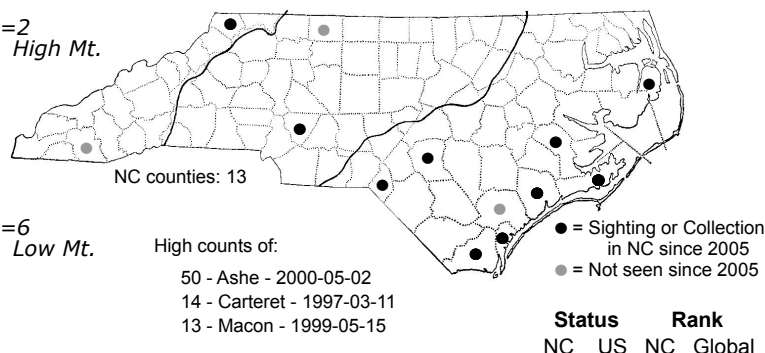 =2
High Mt.
NC counties: 13
=6
Low Mt.
High counts of:
50 - Ashe - 2000-05-02
14 - Carteret - 1997-03-11
13 - Macon - 1999-05-15
● = Sighting or Collection
in NC since 2005
● = Not seen since 2005
Status Rank
NC US NC Global